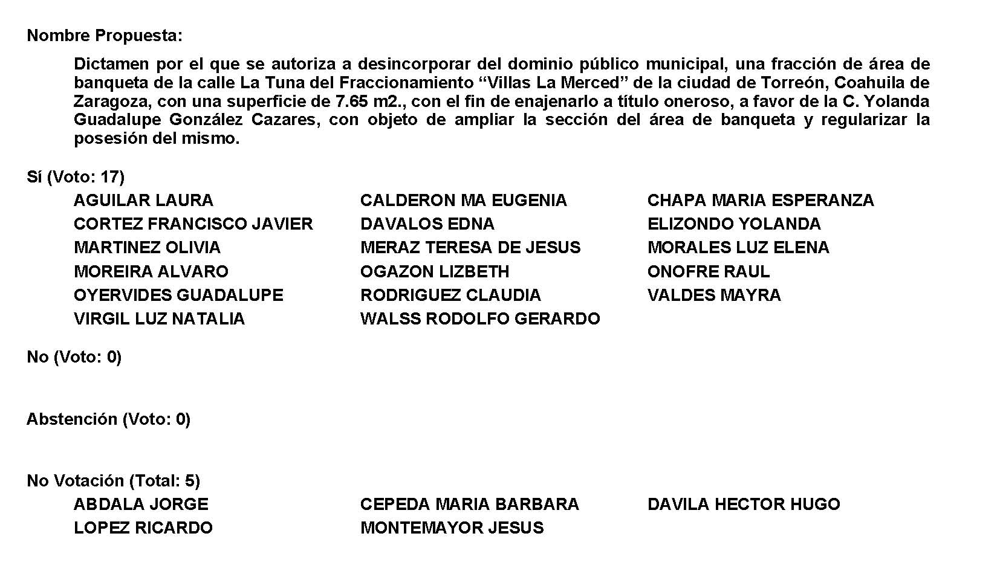 Nombre Propuesta:
Dictamen por el que se autoriza a desincorporar del dominio público municipal, una fracción de área de
banqueta de la calle La Tuna del Fraccionamiento “Villas La Merced” de la ciudad de Torreón, Coahuila de
Zaragoza, con una superficie de 7.65 m2., con el fin de enajenarlo a título oneroso, a favor de la C. Yolanda
Guadalupe González Cazares, con objeto de ampliar la sección del área de banqueta y regularizar la
posesión del mismo.
Sí (Voto: 17)
AGUILAR LAURA CALDERON MA EUGENIA CHAPA MARIA ESPERANZA
CORTEZ FRANCISCO JAVIER DAVALOS EDNA ELIZONDO YOLANDA
MARTINEZ OLIVIA MERAZ TERESA DE JESUS MORALES LUZ ELENA
MOREIRA ALVARO OGAZON LIZBETH ONOFRE RAUL
OYERVIDES GUADALUPE RODRIGUEZ CLAUDIA VALDES MAYRA
VIRGIL LUZ NATALIA WALSS RODOLFO GERARDO
No (Voto: 0)
Abstención (Voto: 0)
No Votación (Total: 5)
ABDALA JORGE CEPEDA MARIA BARBARA DAVILA HECTOR HUGO
LOPEZ RICARDO MONTEMAYOR JESUS